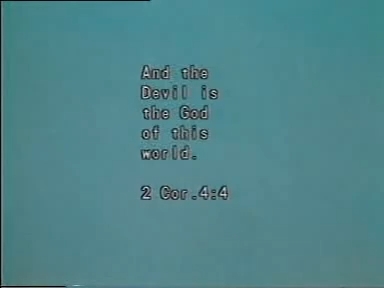 And the
Devil is
the God
of this
world.
2 Cor.4:4